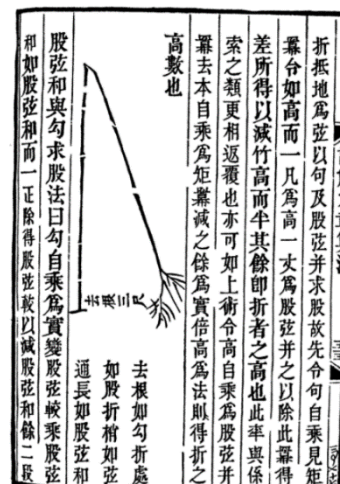 折抵地為弦以句及股弦并求股故先令句自乘見矩
羃合如高而一凡為高一丈為股弦并之以除此羃得
差所得以減竹高而半其餘即折者之高也此率與係
索之類更相返覆也亦可如上術令高自乘為股弦并
羃去本自乘為矩羃減之餘為實倍高為法則得折之
高數也
去根三尺
去根如勾折處
如股折梢如弦
通長如股弦和
股弦和與勾求股法曰勾自乘為實變股弦較乘股弦
和如股弦和而一正除得股弦較以減股弦和餘二段